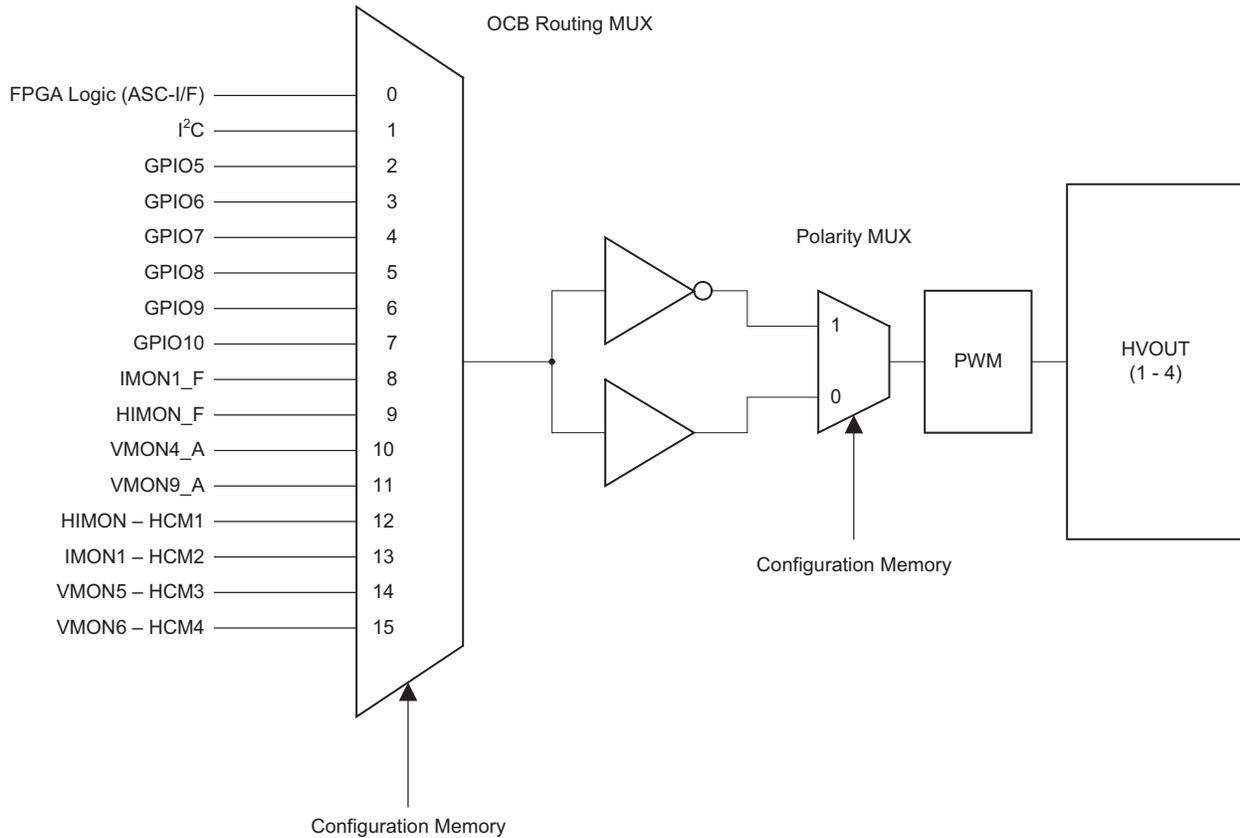 OCB Routing MUX
FPGA Logic (ASC-I/F) 0
I²C 1
GPIO5 2
GPIO6 3
GPIO7 4
GPIO8 5
GPIO9 6
GPIO10 7
IMON1_F 8
HIMON_F 9
VMON4_A 10
VMON9_A 11
HIMON – HCM1 12
IMON1 – HCM2 13
VMON5 – HCM3 14
VMON6 – HCM4 15
Configuration Memory
Polarity MUX
1
0
Configuration Memory
PWM
HVOUT
(1 - 4)